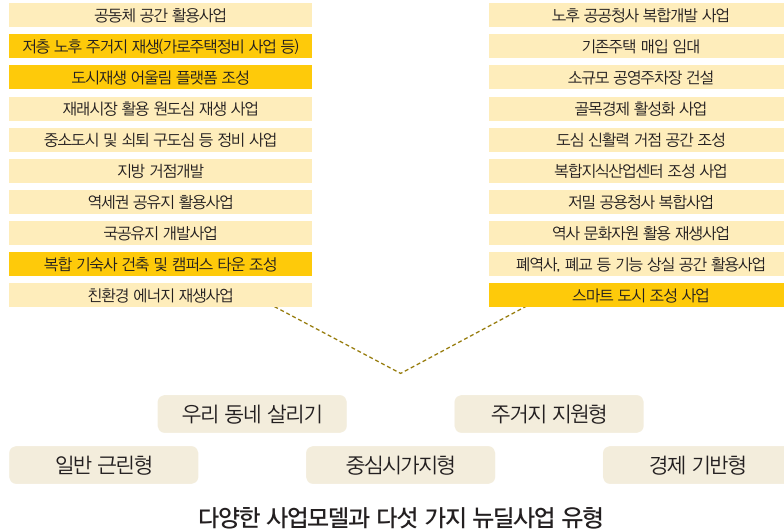 공동체 공간 활용사업
저층 노후 주거지 재생(가로주택정비 사업 등)
도시재생 어울림 플랫폼 조성
재래시장 활용 원도심 재생 사업
중소도시 및 쇠퇴 구도심 등 정비 사업
지방 거점개발
역세권 공유지 활용사업
국공유지 개발사업
복합 기숙사 건축 및 캠퍼스 타운 조성
친환경 에너지 재생사업
노후 공공청사 복합개발 사업
기존주택 매입 임대
소규모 공영주차장 건설
골목경제 활성화 사업
도심 신활력 거점 공간 조성
복합지식산업센터 조성 사업
저밀 공용청사 복합사업
역사 문화자원 활용 재생사업
폐역사, 폐교 등 기능 상실 공간 활용사업
스마트 도시 조성 사업
우리 동네 살리기
주거지 지원형
일반 근린형
중심시가지형
경제 기반형
다양한 사업모델과 다섯 가지 뉴딜사업 유형